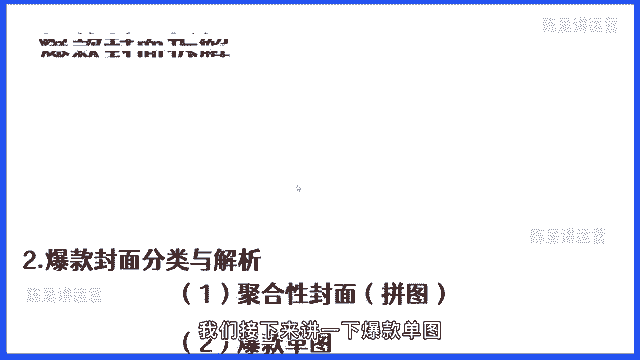 爆款封面拆解
2.爆款封面分类与解析
（1）聚合性封面（拼图）
（2）爆款单图
我们接下来讲一下爆款单图